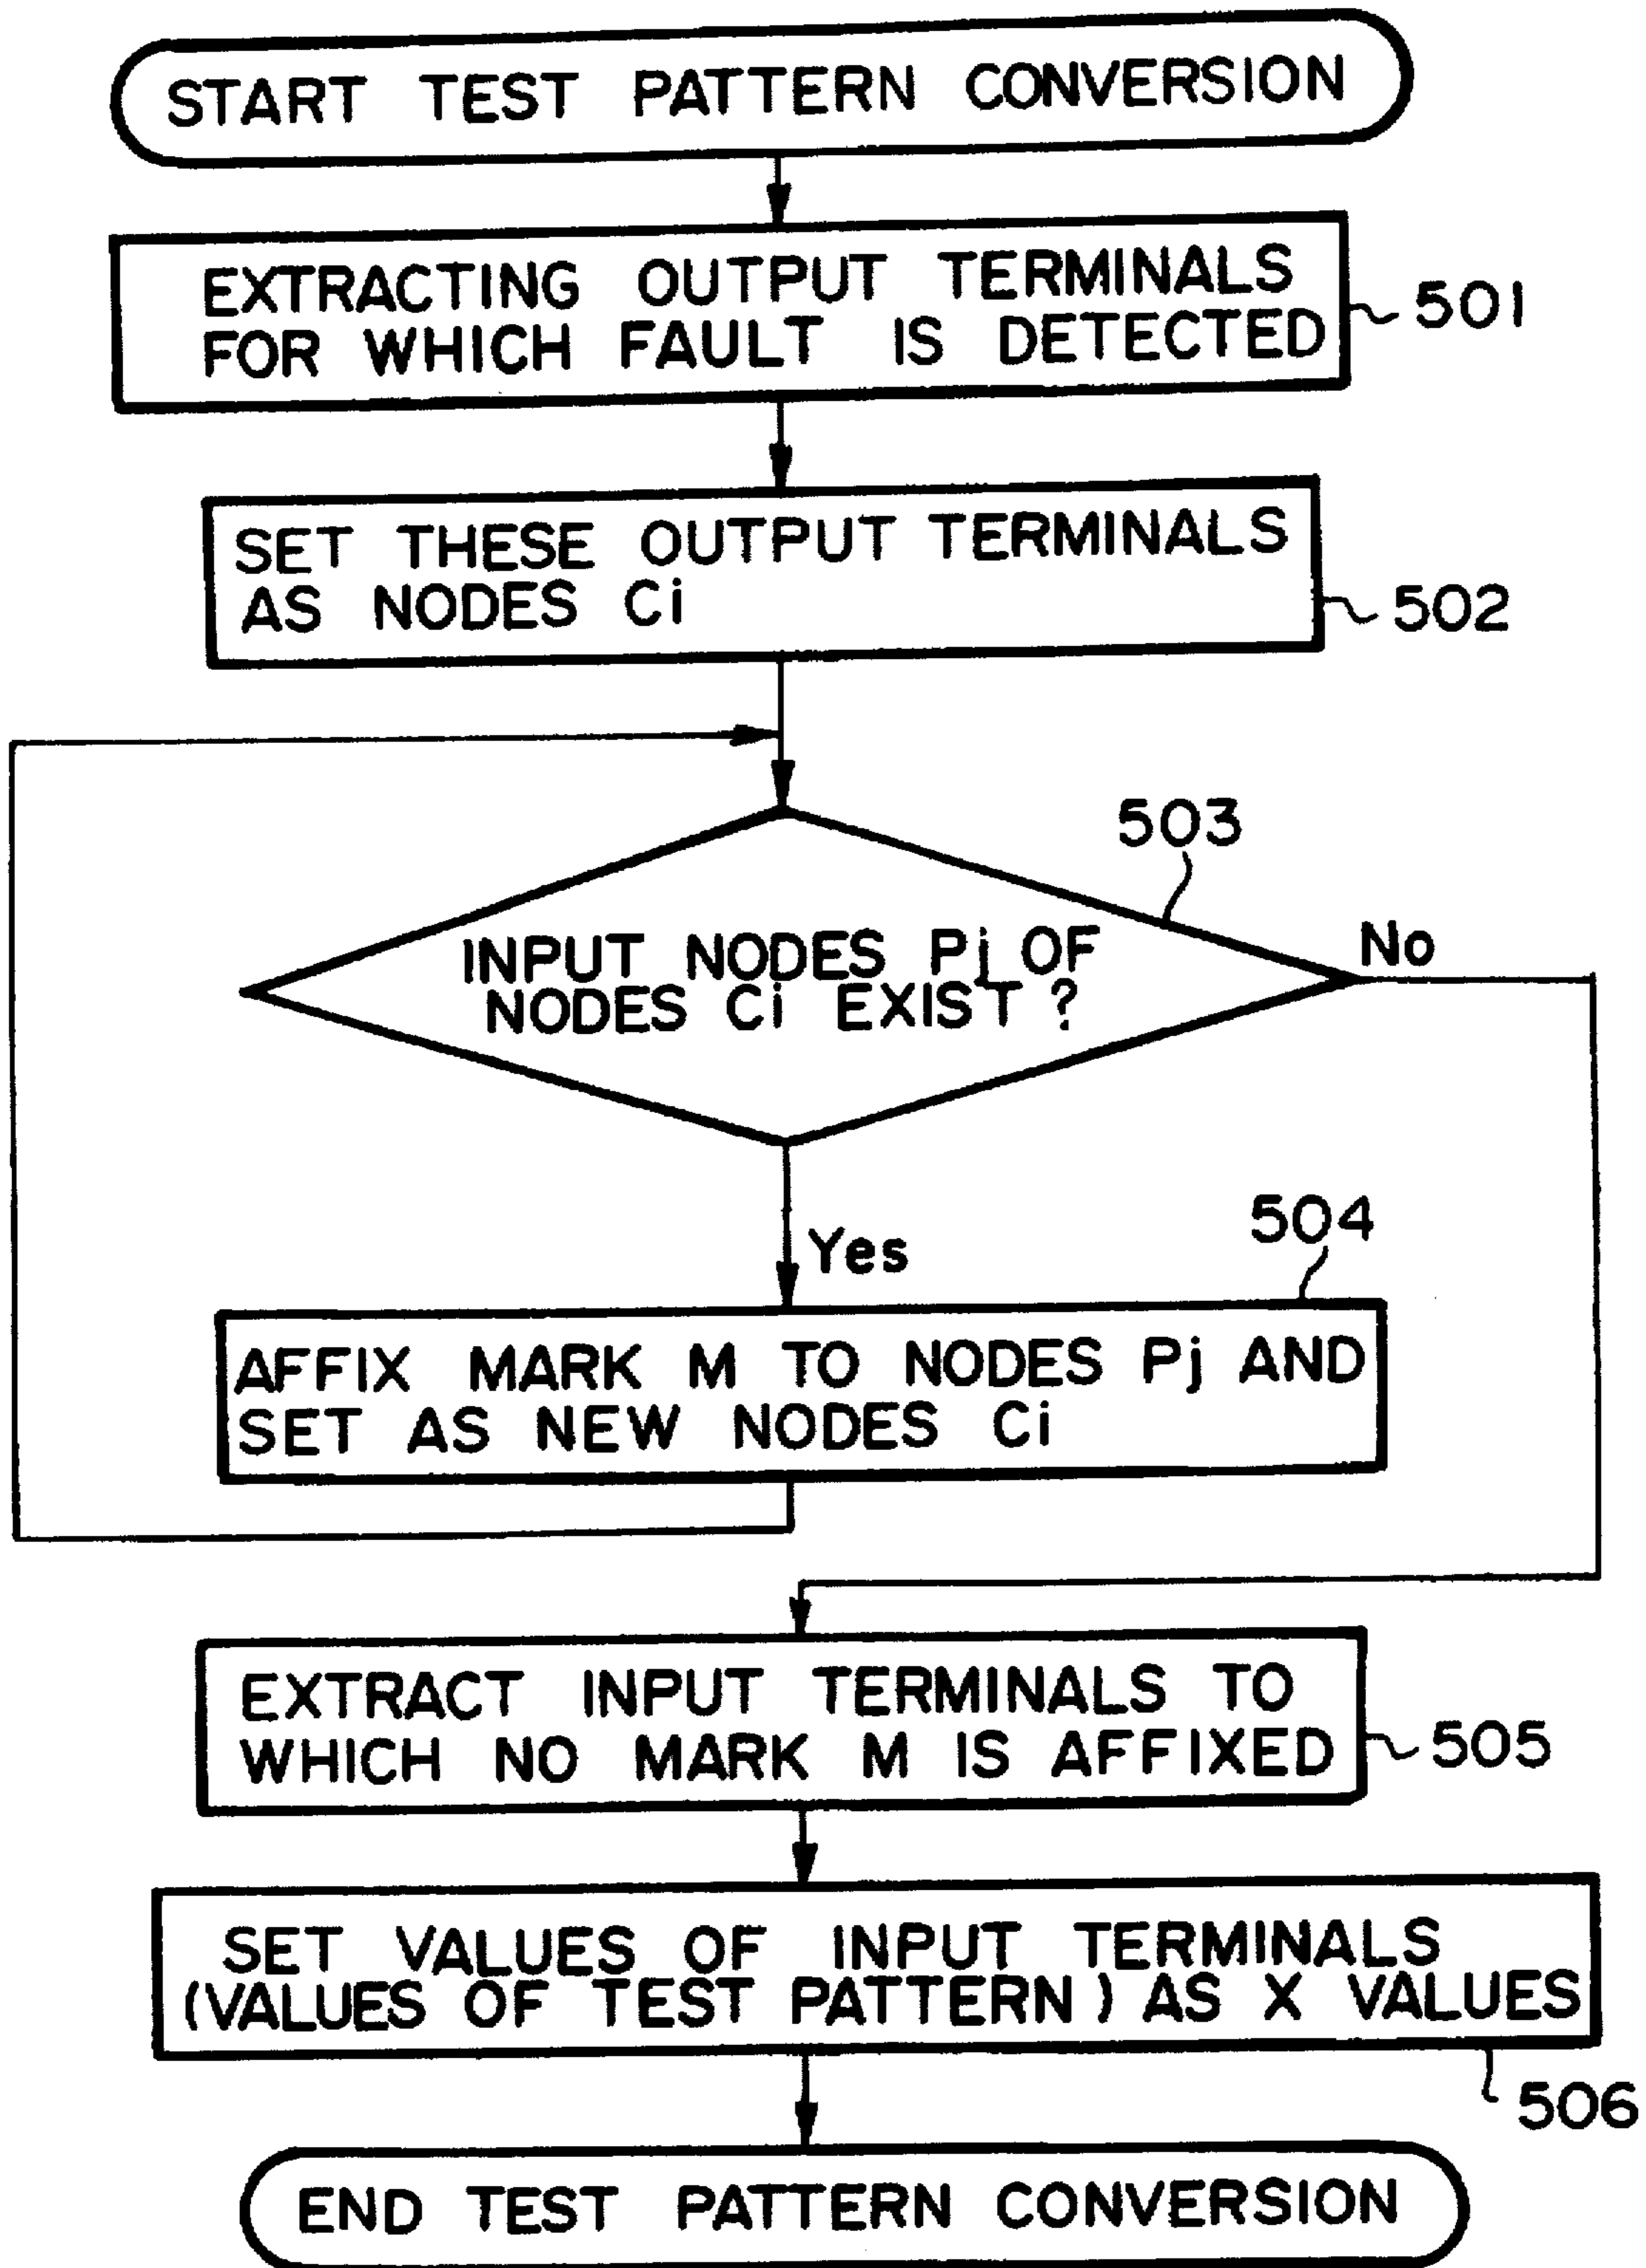 START TEST PATTERN CONVERSION
EXTRACTING OUTPUT TERMINALS
FOR WHICH FAULT IS DETECTED
501
SET THESE OUTPUT TERMINALS
AS NODES Ci
502
503
INPUT NODES Pj OF
NODES Ci EXIST ?
No
Yes
504
AFFIX MARK M TO NODES Pj AND
SET AS NEW NODES Ci
EXTRACT INPUT TERMINALS TO
WHICH NO MARK M IS AFFIXED
505
SET VALUES OF INPUT TERMINALS
(VALUES OF TEST PATTERN) AS X VALUES
506
END TEST PATTERN CONVERSION